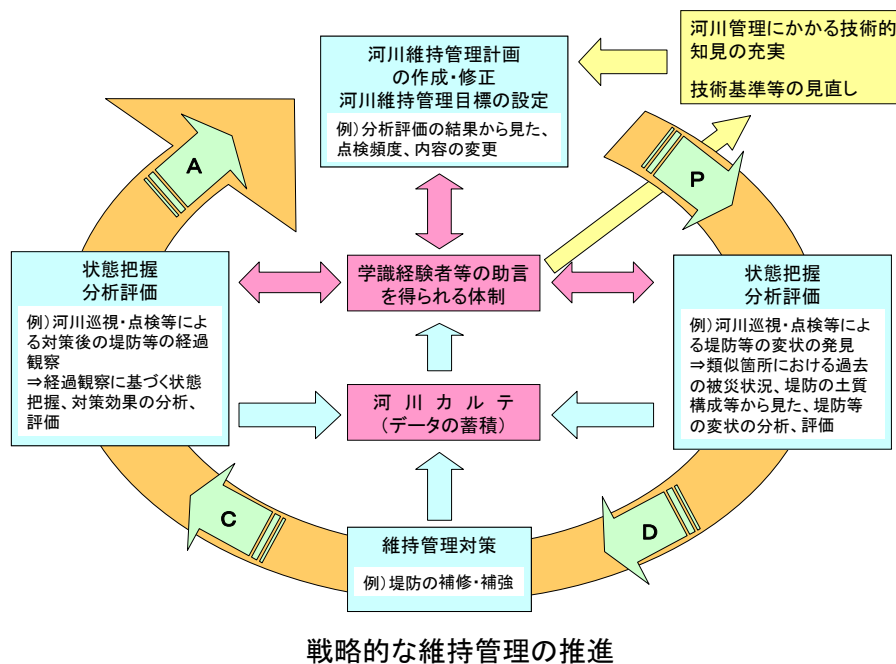 河川管理にかかる技術的
知見の充実
技術基準等の見直し
河川維持管理計画
の作成・修正
河川維持管理目標の設定
例）分析評価の結果から見た、
点検頻度、内容の変更
A
P
状態把握
分析評価
例）河川巡視・点検等によ
る対策後の堤防等の経過
観察
⇒経過観察に基づく状態
把握、対策効果の分析、
評価
学識経験者等の助言
を得られる体制
状態把握
分析評価
例）河川巡視・点検等によ
る堤防等の変状の発見
⇒類似箇所における過去
の被災状況、堤防の土質
構成等から見た、堤防等
の変状の分析、評価
河 川 カ ル テ
（データの蓄積）
C
D
維持管理対策
例）堤防の補修・補強
戦略的な維持管理の推進